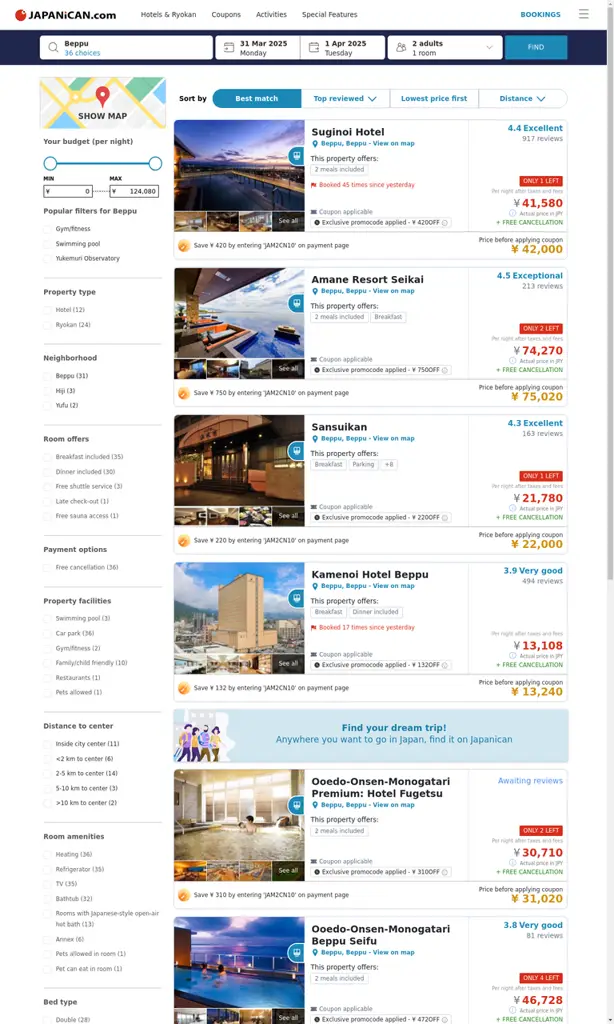 JAPANiCAN.com
Hotels & Ryokan
Coupons
Activities
Special Features
BOOKINGS
Beppu
36 choices
31 Mar 2025
Monday
1 Apr 2025
Tuesday
2 adults
1 room
FIND
SHOW MAP
Your budget (per night)
MIN
MAX
¥ 0
¥ 124,080
Popular filters for Beppu
Gym/fitness
Swimming pool
Yukemuri Observatory
Property type
Hotel (12)
Ryokan (24)
Neighborhood
Beppu (31)
Hiji (3)
Yufu (2)
Room offers
Breakfast included (35)
Dinner included (30)
Free shuttle service (3)
Late check-out (1)
Free sauna access (1)
Payment options
Free cancellation (36)
Property facilities
Swimming pool (3)
Car park (36)
Gym/fitness (2)
Family/child friendly (10)
Restaurants (1)
Pets allowed (1)
Distance to center
Inside city center (11)
<2 km to center (6)
2-5 km to center (14)
5-10 km to center (3)
>10 km to center (2)
Room amenities
Heating (36)
Refrigerator (35)
TV (35)
Bathtub (32)
Rooms with Japanese-style open-air
hot bath (13)
Annex (6)
Pets allowed in room (1)
Pet can eat in room (1)
Bed type
Double (28)
Sort by
Best match
Top reviewed
Lowest price first
Distance
Suginoi Hotel
Beppu, Beppu - View on map
This property offers:
2 meals included
Booked 45 times since yesterday
Coupon applicable
Exclusive promocode applied - ¥ 420OFF
See all
4.4 Excellent
917 reviews
ONLY 1 LEFT
Per night after taxes and fees
¥ 41,580
Actual price in JPY
+ FREE CANCELLATION
Save ¥ 420 by entering 'JAM2CN10' on payment page
Price before applying coupon
¥ 42,000
Amane Resort Seikai
Beppu, Beppu - View on map
This property offers:
2 meals included
Breakfast
Coupon applicable
Exclusive promocode applied - ¥ 750OFF
See all
4.5 Exceptional
213 reviews
ONLY 2 LEFT
Per night after taxes and fees
¥ 74,270
Actual price in JPY
+ FREE CANCELLATION
Save ¥ 750 by entering 'JAM2CN10' on payment page
Price before applying coupon
¥ 75,020
Sansuikan
Beppu, Beppu - View on map
This property offers:
Breakfast
Parking
+8
Coupon applicable
Exclusive promocode applied - ¥ 220OFF
See all
4.3 Excellent
163 reviews
ONLY 1 LEFT
Per night after taxes and fees
¥ 21,780
Actual price in JPY
+ FREE CANCELLATION
Save ¥ 220 by entering 'JAM2CN10' on payment page
Price before applying coupon
¥ 22,000
Kamenoi Hotel Beppu
Beppu, Beppu - View on map
This property offers:
Breakfast
Dinner included
Booked 17 times since yesterday
Coupon applicable
Exclusive promocode applied - ¥ 132OFF
See all
3.9 Very good
494 reviews
Per night after taxes and fees
¥ 13,108
Actual price in JPY
+ FREE CANCELLATION
Save ¥ 132 by entering 'JAM2CN10' on payment page
Price before applying coupon
¥ 13,240
Find your dream trip!
Anywhere you want to go in Japan, find it on Japanican
Ooedo-Onsen-Monogatari
Premium: Hotel Fugetsu
Beppu, Beppu - View on map
This property offers:
2 meals included
Coupon applicable
Exclusive promocode applied - ¥ 310OFF
See all
Awaiting reviews
ONLY 2 LEFT
Per night after taxes and fees
¥ 30,710
Actual price in JPY
+ FREE CANCELLATION
Save ¥ 310 by entering 'JAM2CN10' on payment page
Price before applying coupon
¥ 31,020
Ooedo-Onsen-Monogatari
Beppu Seifu
Beppu, Beppu - View on map
This property offers:
2 meals included
Coupon applicable
Exclusive promocode applied - ¥ 472OFF
See all
3.8 Very good
81 reviews
ONLY 4 LEFT
Per night after taxes and fees
¥ 46,728
Actual price in JPY
+ FREE CANCELLATION